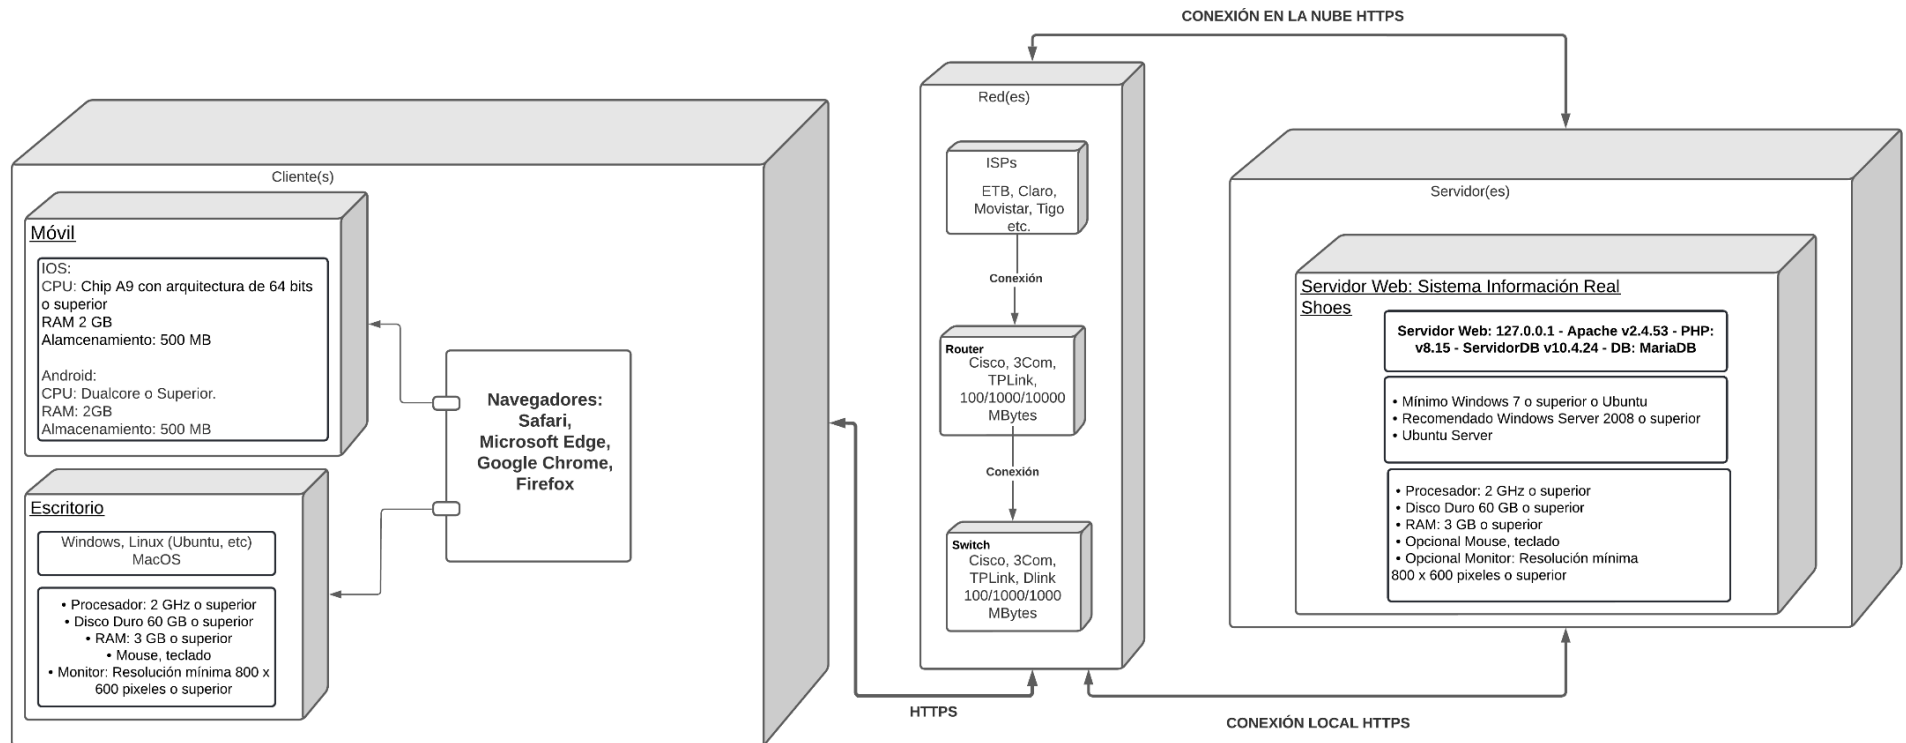 CONEXIÓN EN LA NUBE HTTPS
Cliente(s)
Móvil
IOS:
CPU: Chip A9 con arquitectura de 64 bits
o superior
RAM 2 GB
Alamcenamiento: 500 MB
Android:
CPU: Dualcore o Superior.
RAM: 2GB
Almacenamiento: 500 MB
Escritorio
Windows, Linux (Ubuntu, etc)
MacOS
• Procesador: 2 GHz o superior
• Disco Duro 60 GB o superior
• RAM: 3 GB o superior
• Mouse, teclado
• Monitor: Resolución mínima 800 x
600 pixeles o superior
Navegadores:
Safari,
Microsoft Edge,
Google Chrome,
Firefox
HTTPS
Red(es)
ISPs
ETB, Claro,
Movistar, Tigo
etc.
Conexión
Router
Cisco, 3Com,
TPLink,
100/1000/10000
MBytes
Conexión
Switch
Cisco, 3Com,
TPLink, Dlink
100/1000/1000
MBytes
Servidor(es)
Servidor Web: Sistema Información Real
Shoes
Servidor Web: 127.0.0.1 - Apache v2.4.53 - PHP:
v8.15 - ServidorDB v10.4.24 - DB: MariaDB
• Mínimo Windows 7 o superior o Ubuntu
• Recomendado Windows Server 2008 o superior
• Ubuntu Server
• Procesador: 2 GHz o superior
• Disco Duro 60 GB o superior
• RAM: 3 GB o superior
• Opcional Mouse, teclado
• Opcional Monitor: Resolución mínima
800 x 600 pixeles o superior
CONEXIÓN LOCAL HTTPS